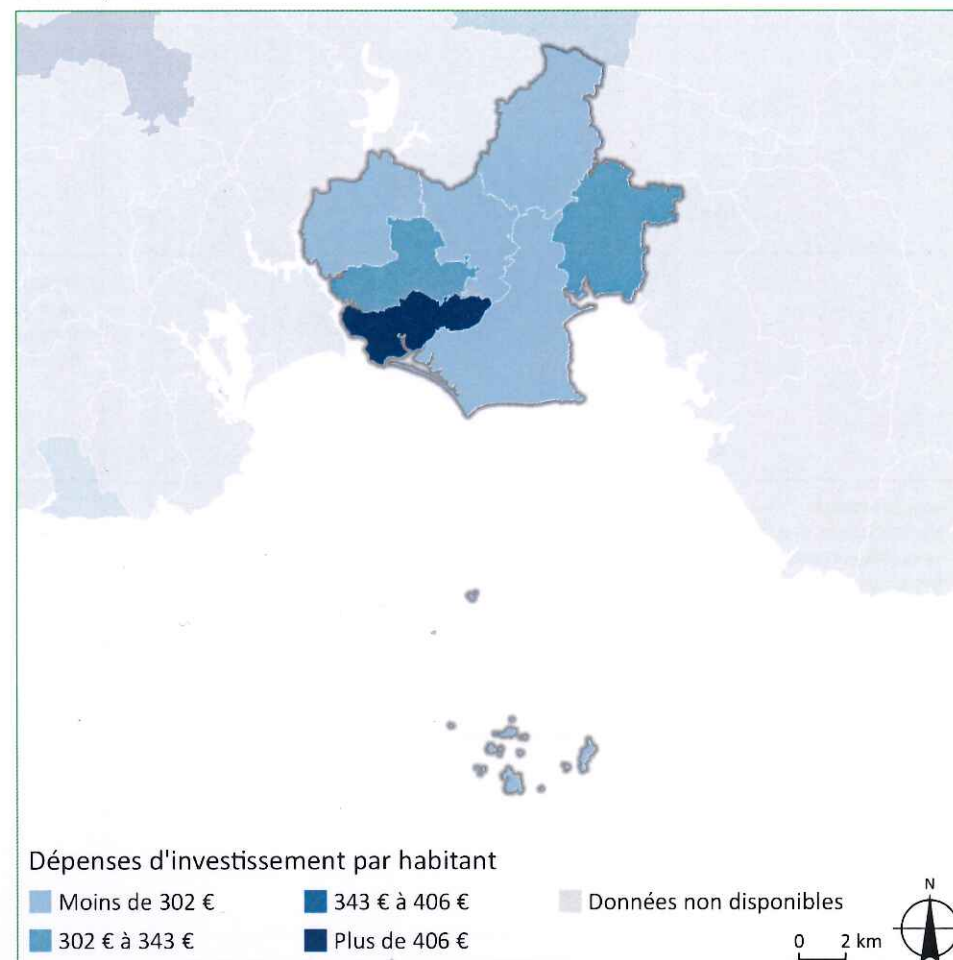 Dépenses d'investissement par habitant
Moins de 302 €
343 € à 406 €
Données non disponibles
302 € à 343 €
Plus de 406 €
0 2 km
N